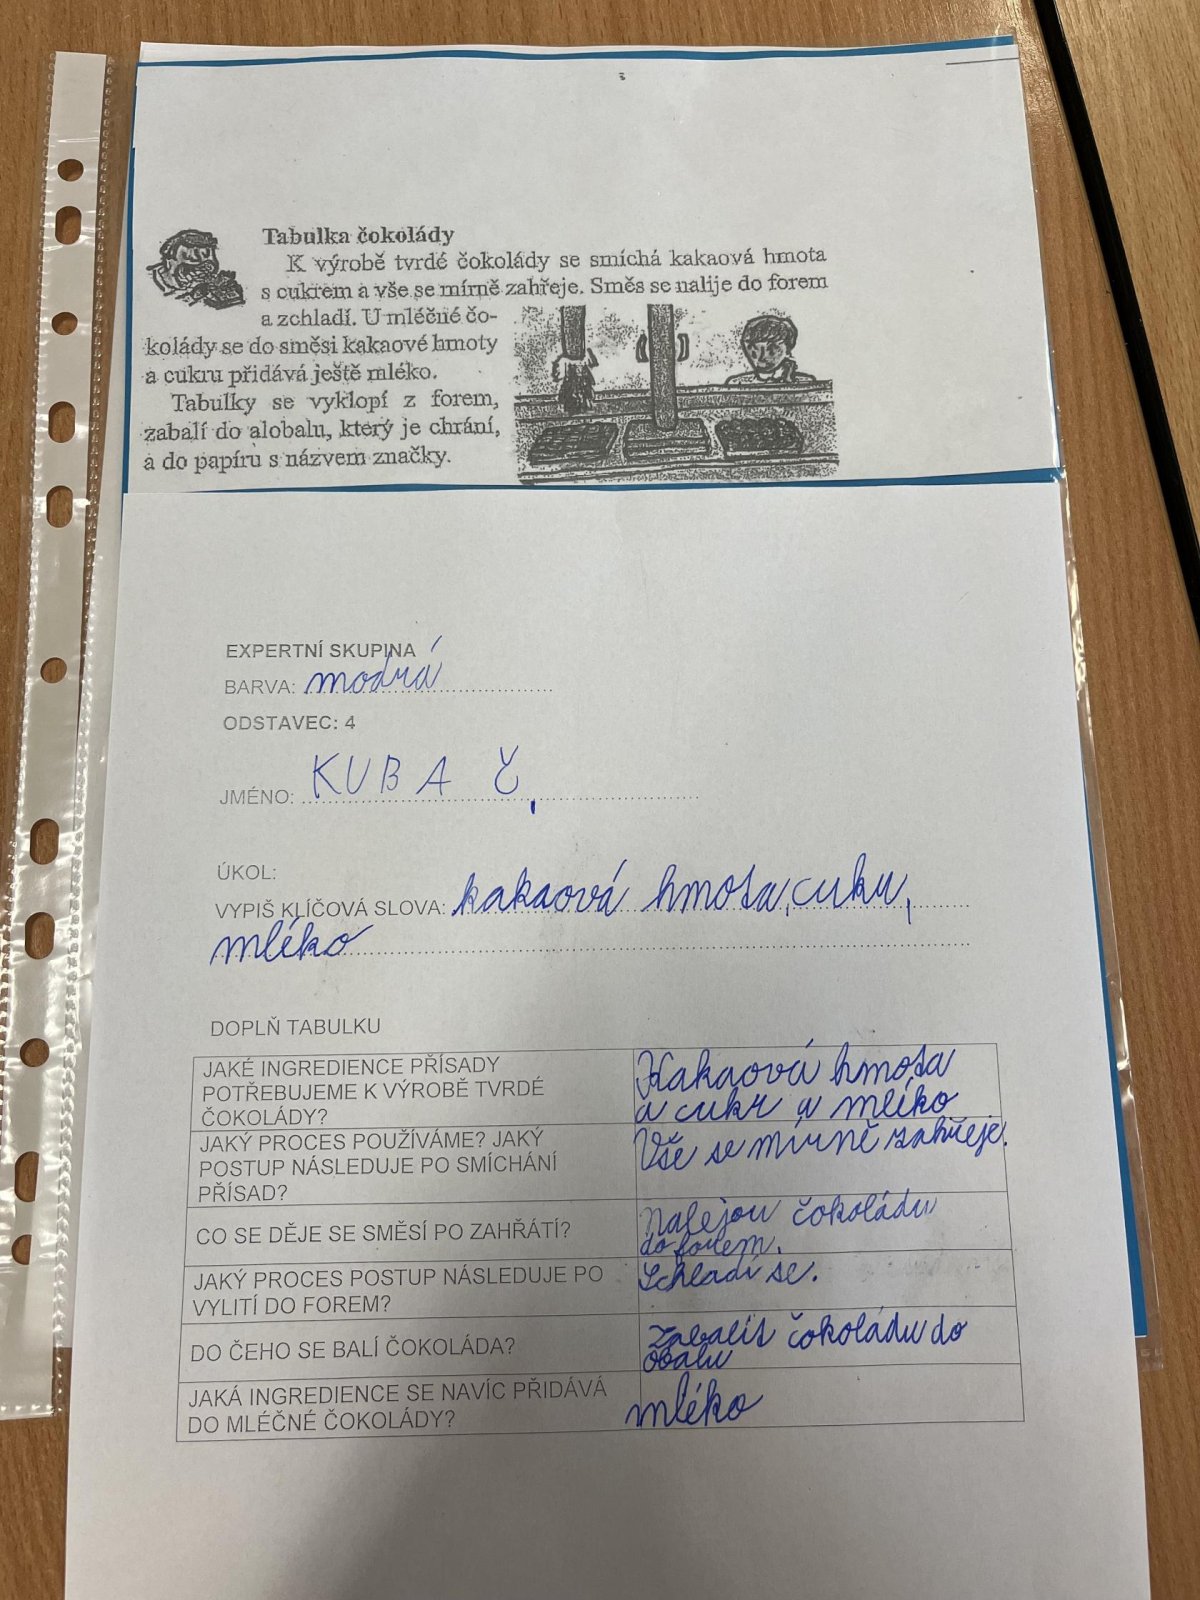 Tabulka čokolády
K výrobě tvrdé čokolády se smíchá kakaová hmota
s cukrem a vše se mírně zahřeje. Směs se nalije do forem
a zchladí. U mléčné čo-
kolády se do směsi kakaové hmoty
a cukru přidává ještě mléko.
Tabulky se vyklopí z forem,
zabalí do alobalu, který je chrání,
a do papíru s názvem značky.
EXPERTNÍ SKUPINA
BARVA: modrá
ODSTAVEC: 4
JMÉNO: KUBA Č.
ÚKOL:
VYPIŠ KLÍČOVÁ SLOVA: kakaová hmota, cukr,
mléko
DOPLŇ TABULKU
JAKÉ INGREDIENCE PŘÍSADY
POTŘEBUJEME K VÝROBĚ TVRDÉ
ČOKOLÁDY?
Kakaová hmota
a cukr a mléko
JAKÝ PROCES POUŽÍVÁME? JAKÝ
POSTUP NÁSLEDUJE PO SMÍCHÁNÍ
PŘÍSAD?
Vše se mírně zahřeje.
CO SE DĚJE SE SMĚSÍ PO ZAHŘÁTÍ?
Nalejou čokoládu
do forem.
JAKÝ PROCES POSTUP NÁSLEDUJE PO
VYLITÍ DO FOREM?
Schladí se.
DO ČEHO SE BALÍ ČOKOLÁDA?
Zabalit čokoládu do
obalu
JAKÁ INGREDIENCE SE NAVÍC PŘIDÁVÁ
DO MLÉČNÉ ČOKOLÁDY?
mléko